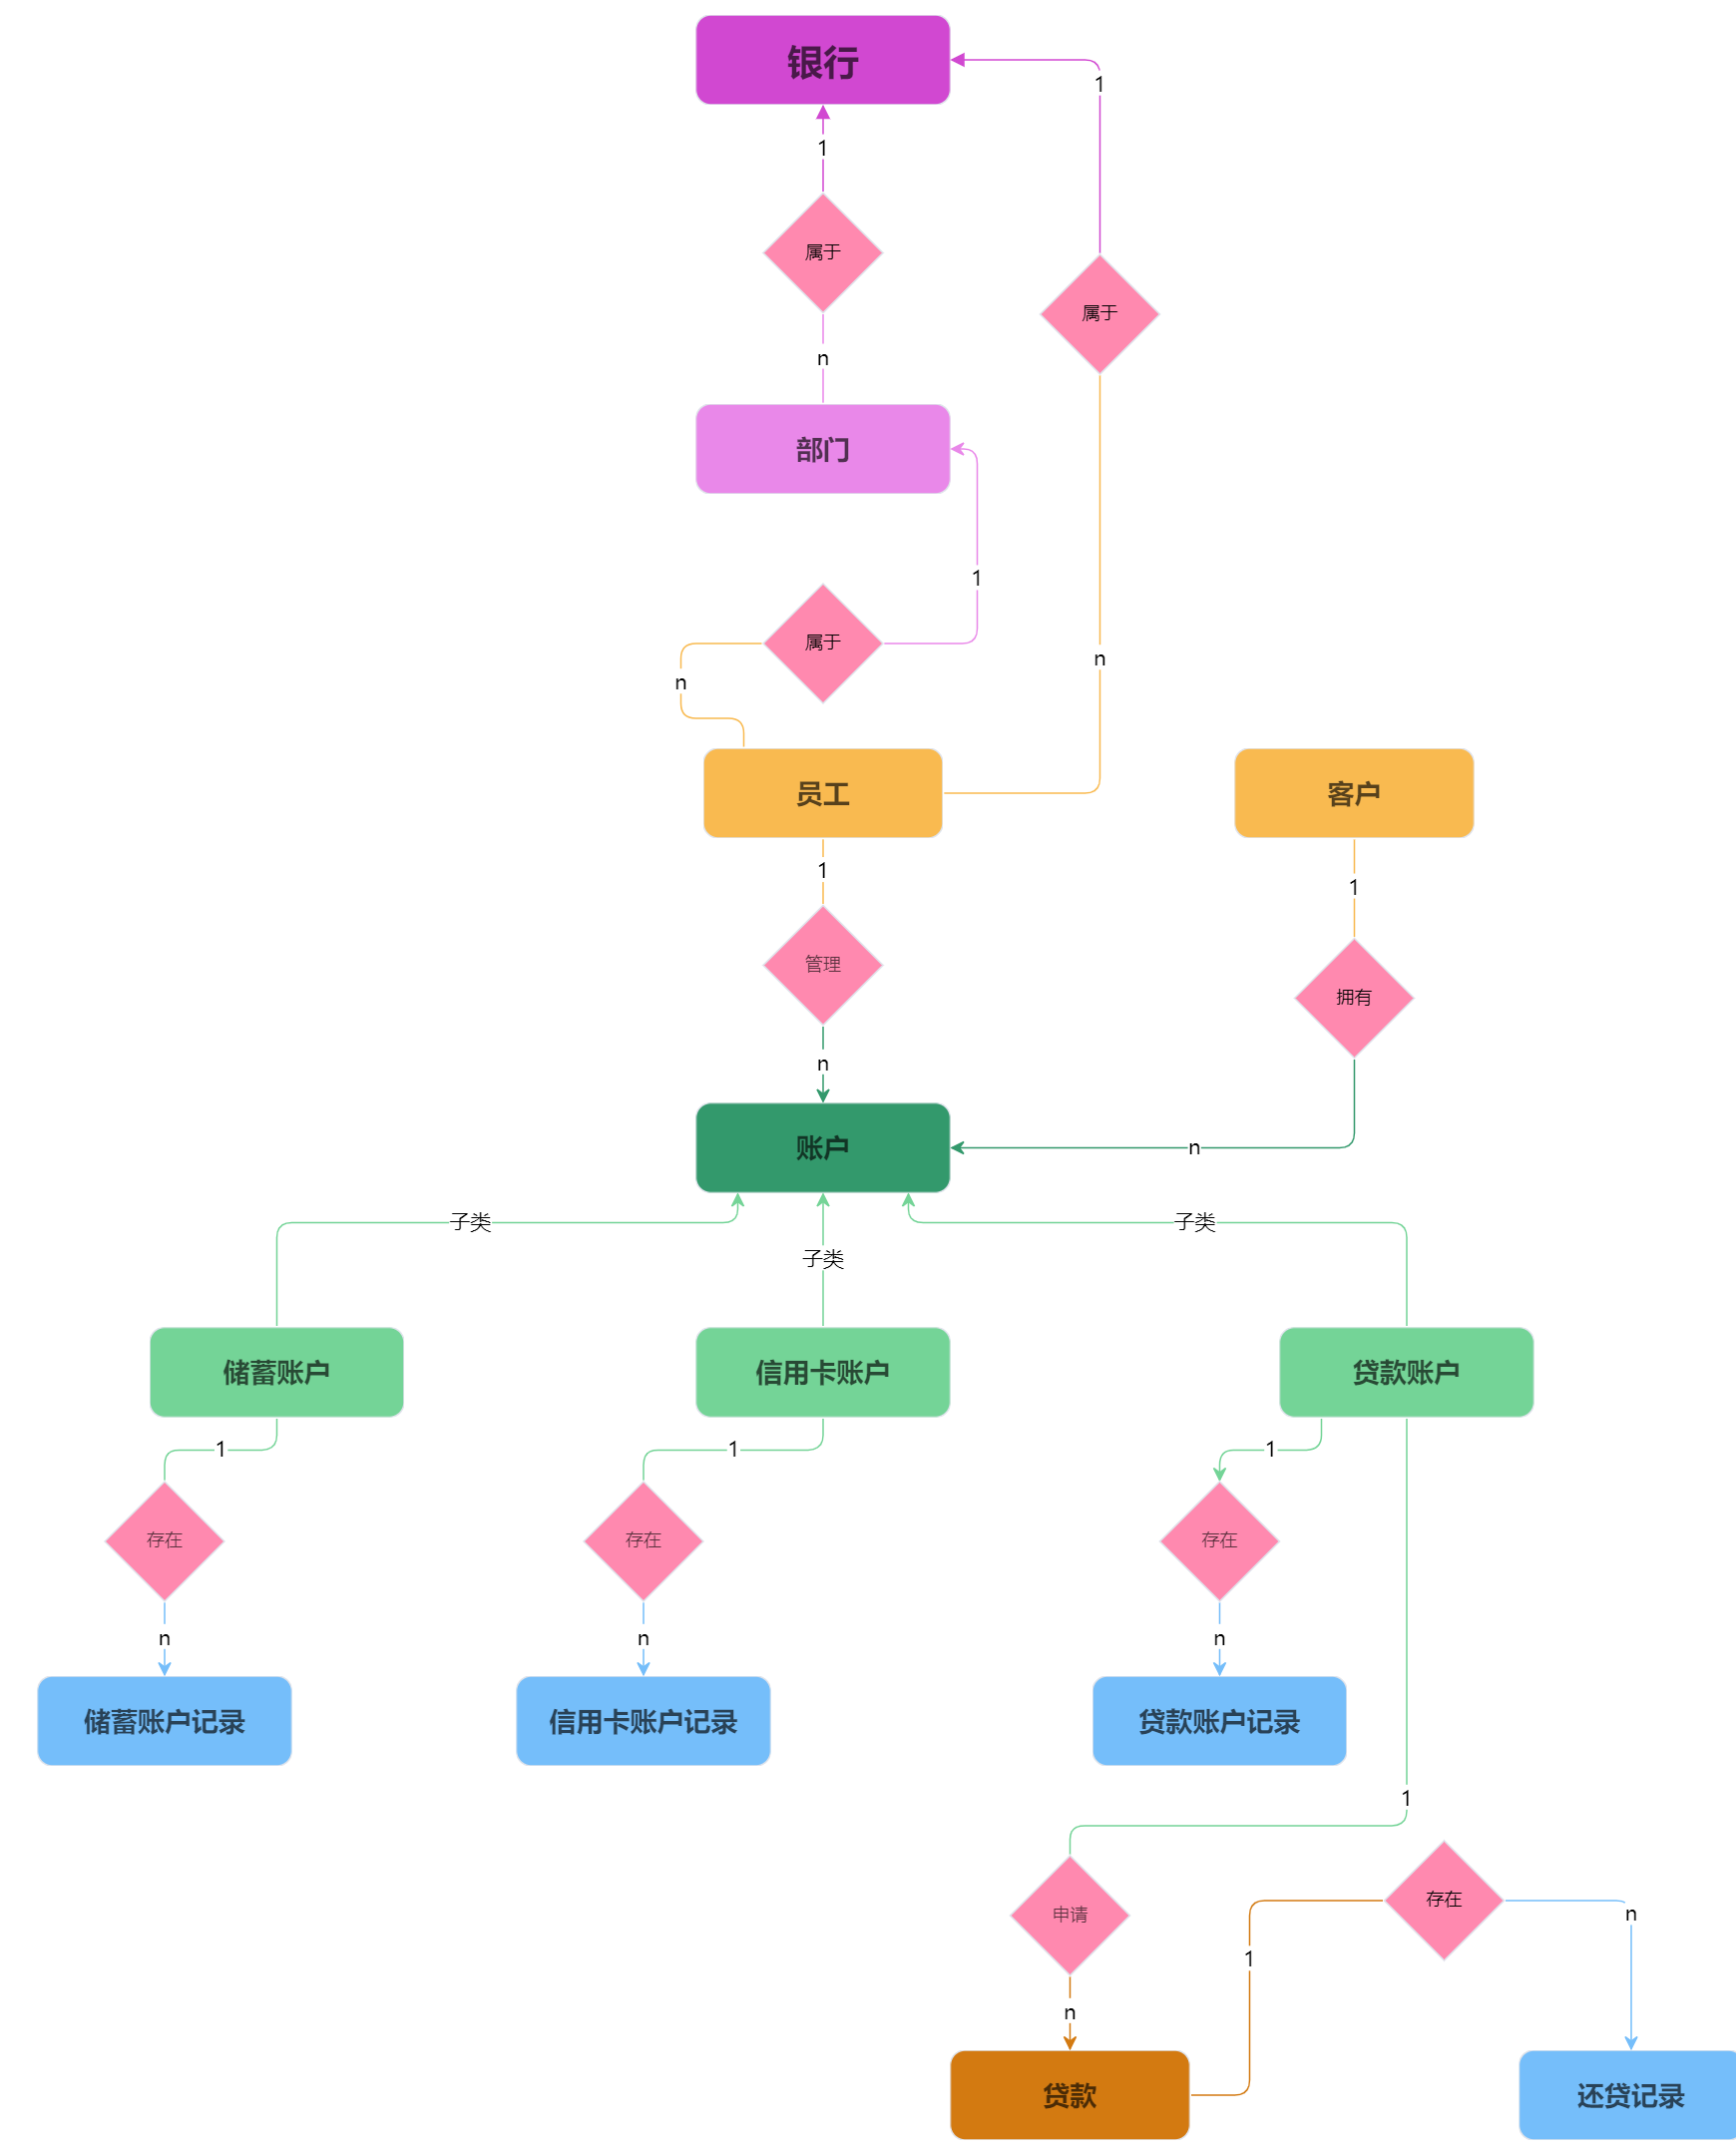 银行
1
1
属于
属于
n
部门
1
属于
n
n
员工
客户
1
1
管理
拥有
n
账户
n
子类
子类
子类
储蓄账户
信用卡账户
贷款账户
1
1
1
存在
存在
存在
n
n
n
储蓄账户记录
信用卡账户记录
贷款账户记录
1
存在
申请
n
1
n
贷款
还贷记录